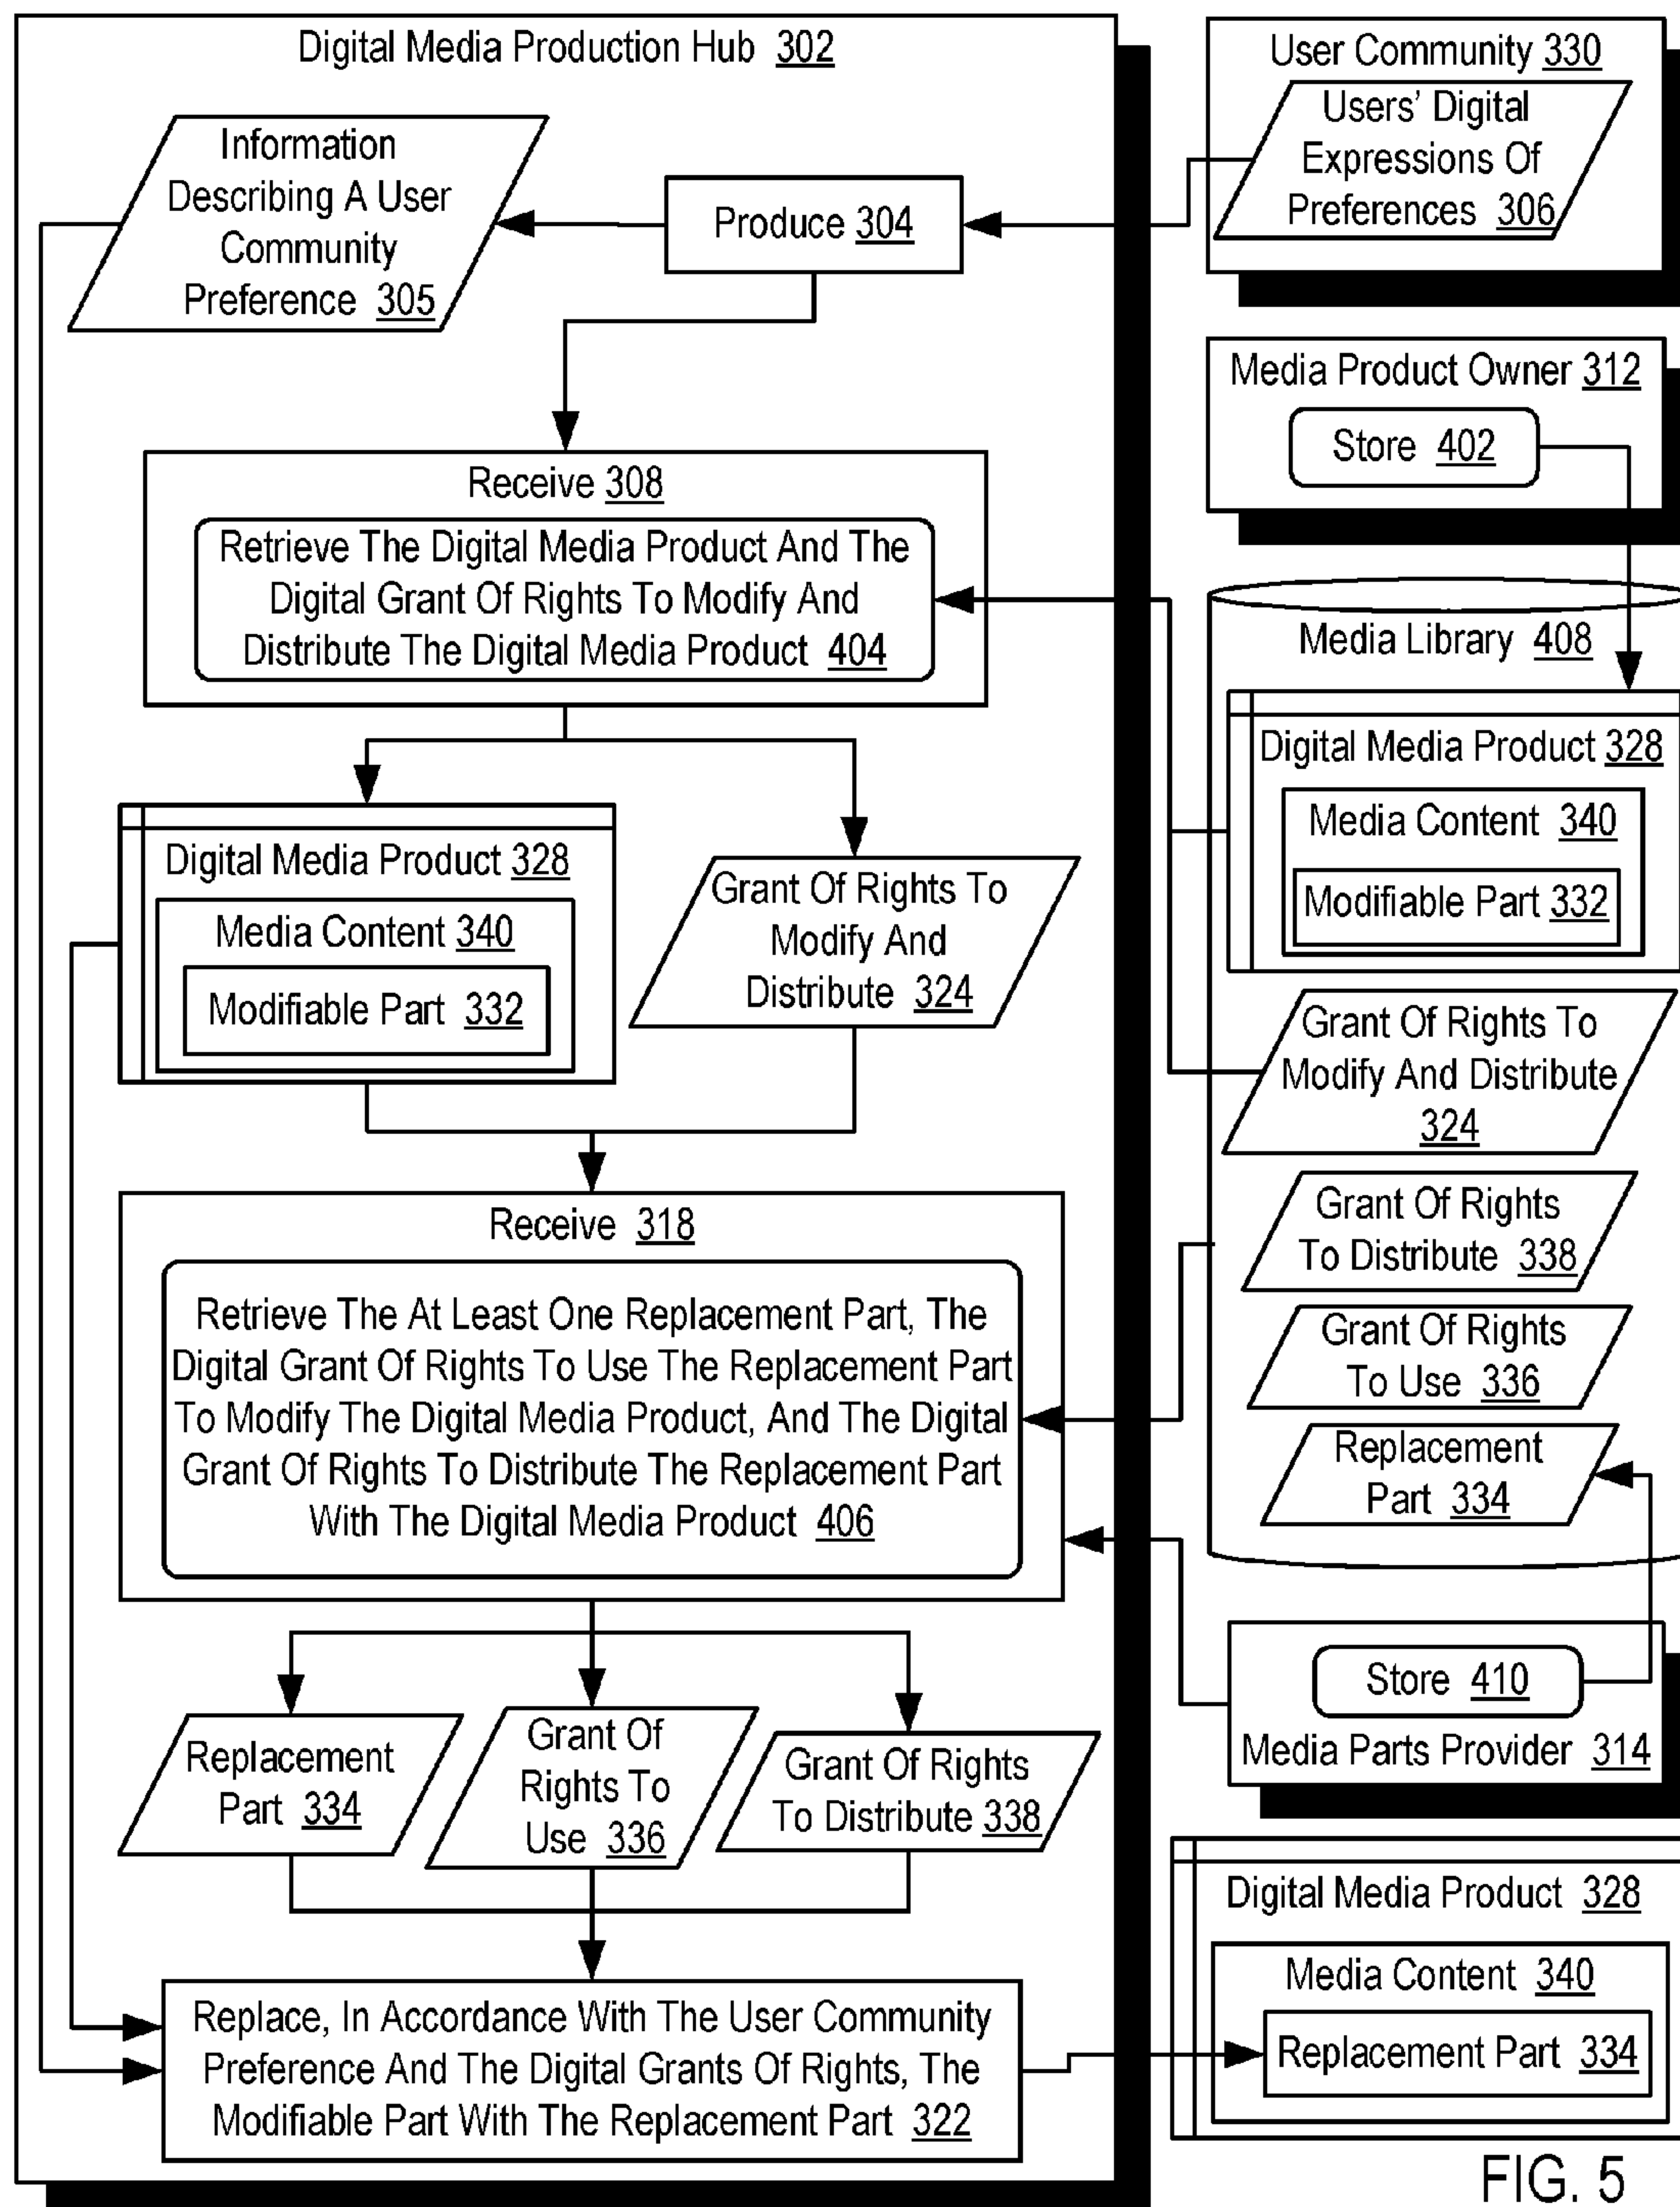 Digital Media Production Hub 302
Information
Describing A User
Community
Preference 305
Produce 304
User Community 330
Users' Digital
Expressions Of
Preferences 306
Media Product Owner 312
Store 402
Receive 308
Retrieve The Digital Media Product And The
Digital Grant Of Rights To Modify And
Distribute The Digital Media Product 404
Media Library 408
Digital Media Product 328
Media Content 340
Modifiable Part 332
Digital Media Product 328
Media Content 340
Modifiable Part 332
Grant Of Rights To
Modify And
Distribute 324
Grant Of Rights To
Modify And Distribute
324
Grant Of Rights
To Distribute 338
Grant Of Rights
To Use 336
Replacement
Part 334
Receive 318
Retrieve The At Least One Replacement Part, The
Digital Grant Of Rights To Use The Replacement Part
To Modify The Digital Media Product, And The Digital
Grant Of Rights To Distribute The Replacement Part
With The Digital Media Product 406
Store 410
Media Parts Provider 314
Replacement
Part 334
Grant Of
Rights To
Use 336
Grant Of Rights
To Distribute 338
Digital Media Product 328
Media Content 340
Replacement Part 334
Replace, In Accordance With The User Community
Preference And The Digital Grants Of Rights, The
Modifiable Part With The Replacement Part 322
FIG. 5